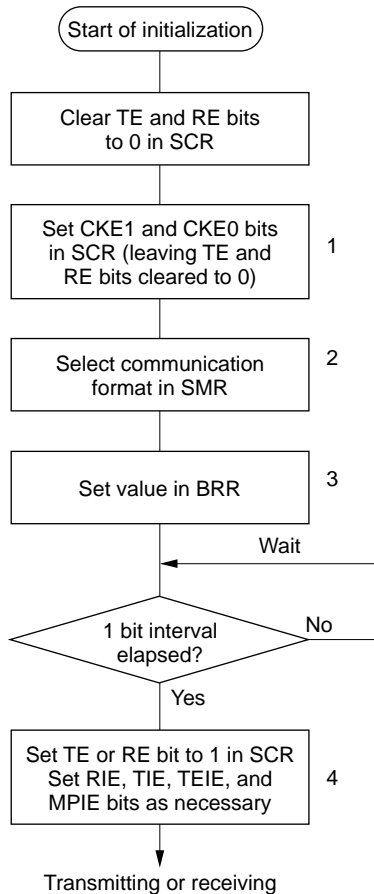 Start of initialization
Clear TE and RE bits
to 0 in SCR
Set CKE1 and CKE0 bits
in SCR (leaving TE and
RE bits cleared to 0)
1
Select communication
format in SMR
2
Set value in BRR
3
Wait
1 bit interval
elapsed?
No
Yes
Set TE or RE bit to 1 in SCR
Set RIE, TIE, TEIE, and
MPIE bits as necessary
4
Transmitting or receiving